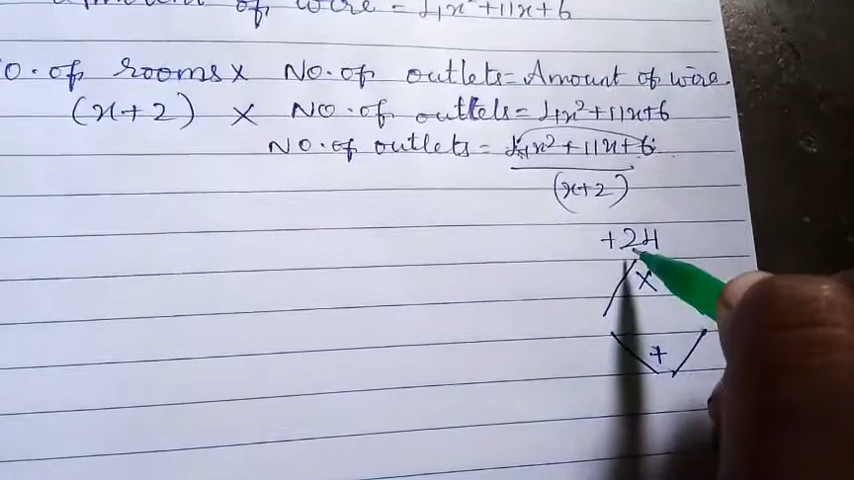 of wire = 4x²+11x+6
No. of rooms × No. of outlets = Amount of wire.
(x+2) × No. of outlets = 4x²+11x+6
No. of outlets = 4x²+11x+6
(x+2)
+24
×
+